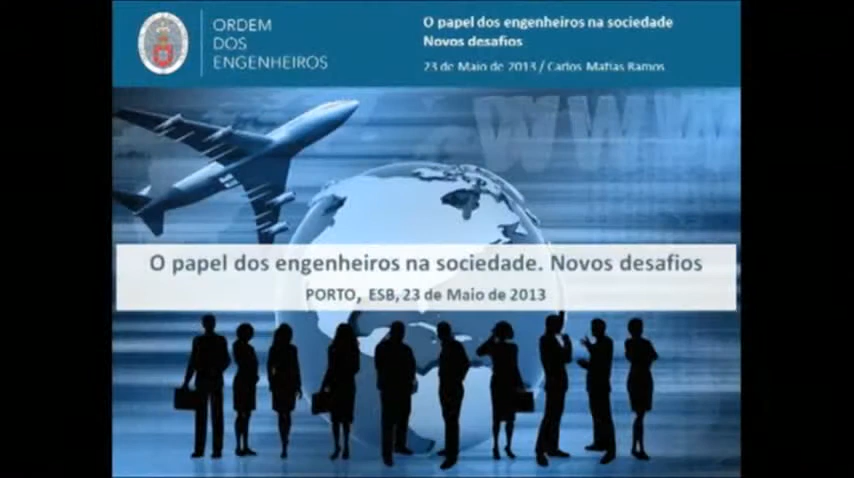 ORDEM
DOS
ENGENHEIROS
O papel dos engenheiros na sociedade
Novos desafios
23 de Maio de 2013 / Carlos Matias Ramos
WWW
O papel dos engenheiros na sociedade. Novos desafios
PORTO, ESB, 23 de Maio de 2013